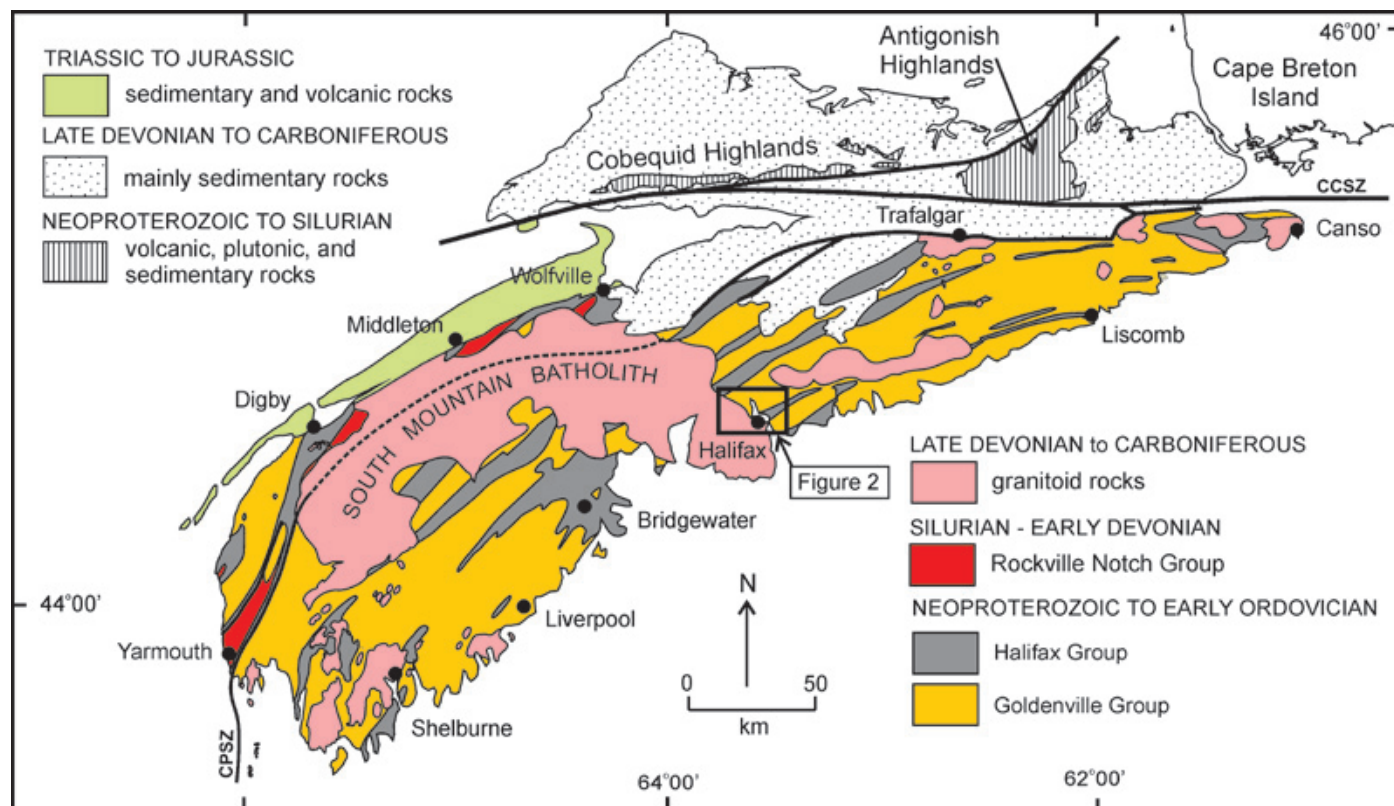 TRIASSIC TO JURASSIC
sedimentary and volcanic rocks
LATE DEVONIAN TO CARBONIFEROUS
mainly sedimentary rocks
NEOPROTEROZOIC TO SILURIAN
volcanic, plutonic, and
sedimentary rocks
46°00'
Antigonish
Highlands
Cape Breton
Island
Cobequid Highlands
CCSZ
Trafalgar
Canso
Wolfville
Middleton
Liscomb
Digby
SOUTH MOUNTAIN BATHOLITH
Halifax
Figure 2
Bridgewater
LATE DEVONIAN to CARBONIFEROUS
granitoid rocks
SILURIAN - EARLY DEVONIAN
Rockville Notch Group
NEOPROTEROZOIC TO EARLY ORDOVICIAN
Halifax Group
Goldenville Group
44°00'
Liverpool
Yarmouth
Shelburne
CPSZ
N
0 50
km
64°00'
62°00'